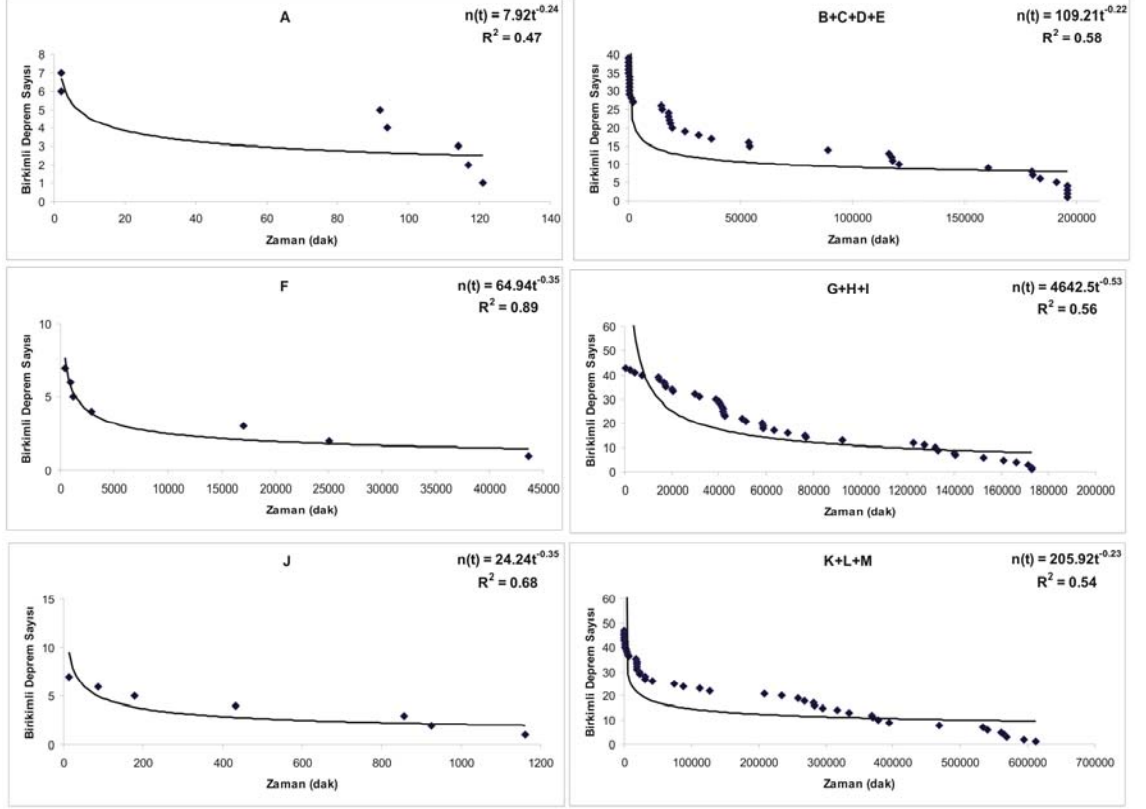 A
n(t) = 7.92t^-0.24
R² = 0.47
Birkimli Deprem Sayısı
8
7
6
5
4
3
2
1
0
0 20 40 60 80 100 120 140
Zaman (dak)
B+C+D+E
n(t) = 109.21t^-0.22
R² = 0.58
Birkimli Deprem Sayısı
40
35
30
25
20
15
10
5
0
0 50000 100000 150000 200000
Zaman (dak)
F
n(t) = 64.94t^-0.35
R² = 0.89
Birkimli Deprem Sayısı
10
5
0
0 5000 10000 15000 20000 25000 30000 35000 40000 45000
Zaman (dak)
G+H+I
n(t) = 4642.5t^-0.53
R² = 0.56
Birikimli Deprem Sayısı
60
50
40
30
20
10
0
0 20000 40000 60000 80000 100000 120000 140000 160000 180000 200000
Zaman (dak)
J
n(t) = 24.24t^-0.35
R² = 0.68
Birikimli Deprem Sayısı
15
10
5
0
0 200 400 600 800 1000 1200
Zaman (dak)
K+L+M
n(t) = 205.92t^-0.23
R² = 0.54
Birikimli Deprem Sayısı
60
50
40
30
20
10
0
0 100000 200000 300000 400000 500000 600000 700000
Zaman (dak)